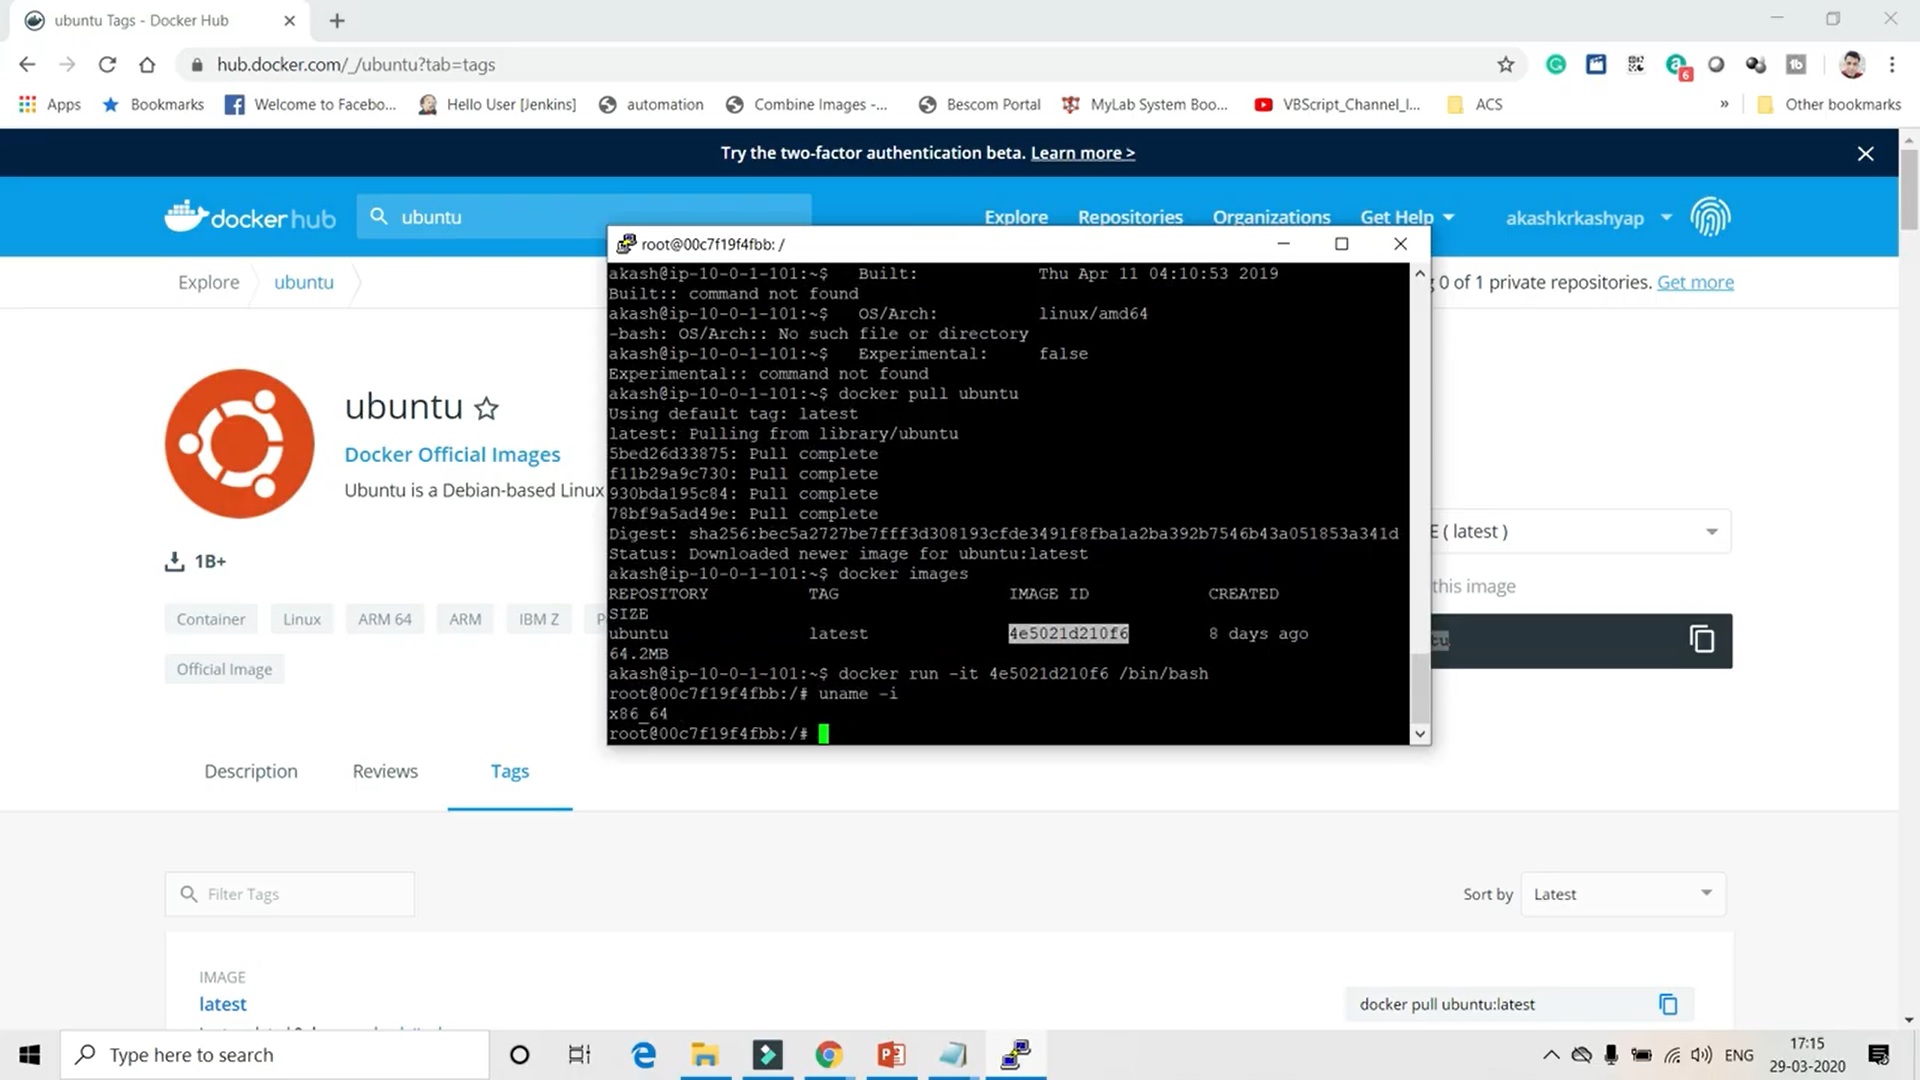 ubuntu Tags - Docker Hub
hub.docker.com/_/ubuntu?tab=tags
6
Apps
Bookmarks
Welcome to Facebo...
Hello User [Jenkins]
automation
Combine Images -...
Bescom Portal
MyLab System Boo...
VBScript_Channel_I...
ACS
»
Other bookmarks
Try the two-factor authentication beta. Learn more >
docker hub
ubuntu
Explore
Repositories
Organizations
Get Help
akashkrkashyap
Explore
ubuntu
0 of 1 private repositories. Get more
root@00c7f19f4fbb: /
akash@ip-10-0-1-101:~$   Built:            Thu Apr 11 04:10:53 2019
Built:: command not found
akash@ip-10-0-1-101:~$   OS/Arch:          linux/amd64
-bash: OS/Arch:: No such file or directory
akash@ip-10-0-1-101:~$   Experimental:     false
Experimental:: command not found
akash@ip-10-0-1-101:~$ docker pull ubuntu
Using default tag: latest
latest: Pulling from library/ubuntu
5bed26d33875: Pull complete
f11b29a9c730: Pull complete
930bda195c84: Pull complete
78bf9a5ad49e: Pull complete
Digest: sha256:bec5a2727be7fff3d308193cfde3491f8fba1a2ba392b7546b43a051853a341d
Status: Downloaded newer image for ubuntu:latest
akash@ip-10-0-1-101:~$ docker images
REPOSITORY          TAG                 IMAGE ID            CREATED
SIZE
ubuntu              latest              4e5021d210f6        8 days ago
64.2MB
akash@ip-10-0-1-101:~$ docker run -it 4e5021d210f6 /bin/bash
root@00c7f19f4fbb:/# uname -i
x86_64
root@00c7f19f4fbb:/#
ubuntu
Docker Official Images
Ubuntu is a Debian-based Linux
1B+
Container
Linux
ARM 64
ARM
IBM Z
P
Official Image
E ( latest )
this image
tu
Description
Reviews
Tags
Filter Tags
Sort by
Latest
IMAGE
latest
docker pull ubuntu:latest
Type here to search
ENG
17:15
29-03-2020